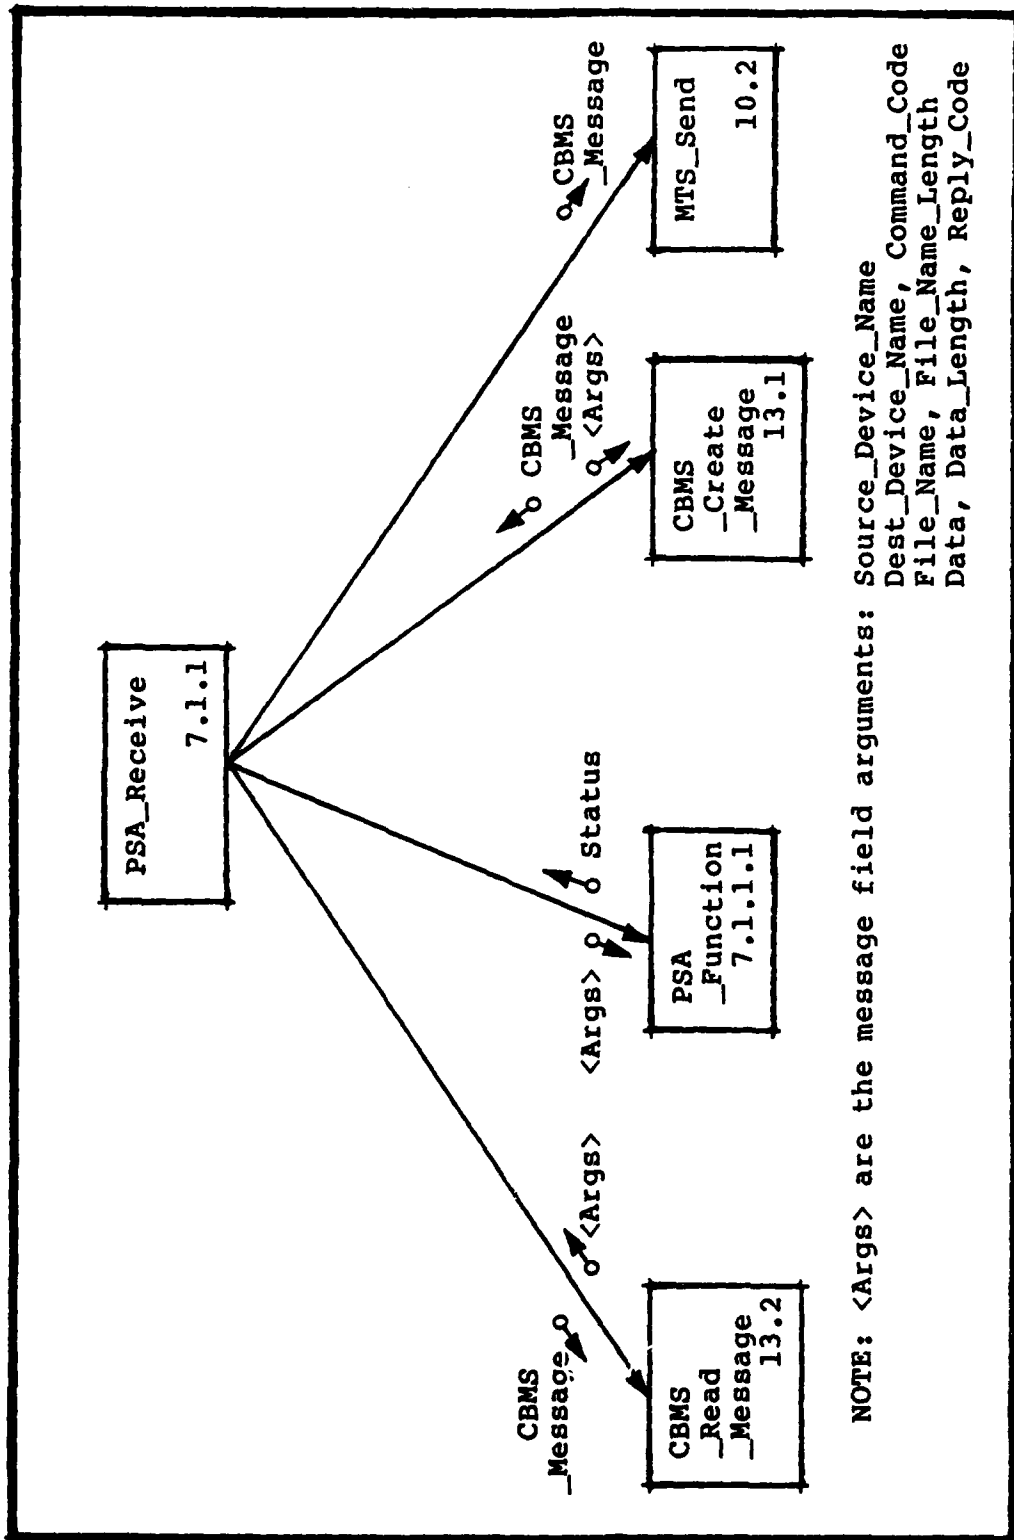 PSA_Receive
7.1.1
CBMS
_Message
<Args>
<Args>
Status
CBMS
_Message
<Args>
CBMS
_Message
CBMS
_Read
_Message
13.2
PSA
_Function
7.1.1.1
CBMS
_Create
_Message
13.1
MTS_Send
10.2
NOTE: <Args> are the message field arguments: Source_Device_Name
Dest_Device_Name, Command_Code
File_Name, File_Name_Length
Data, Data_Length, Reply_Code